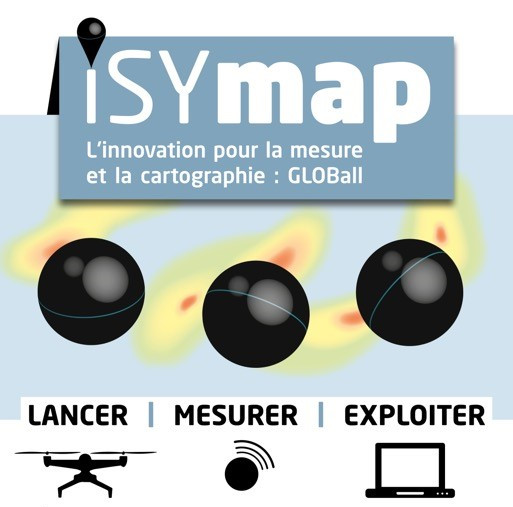 iSYmap
L'innovation pour la mesure
et la cartographie : GLOBall
LANCER | MESURER | EXPLOITER